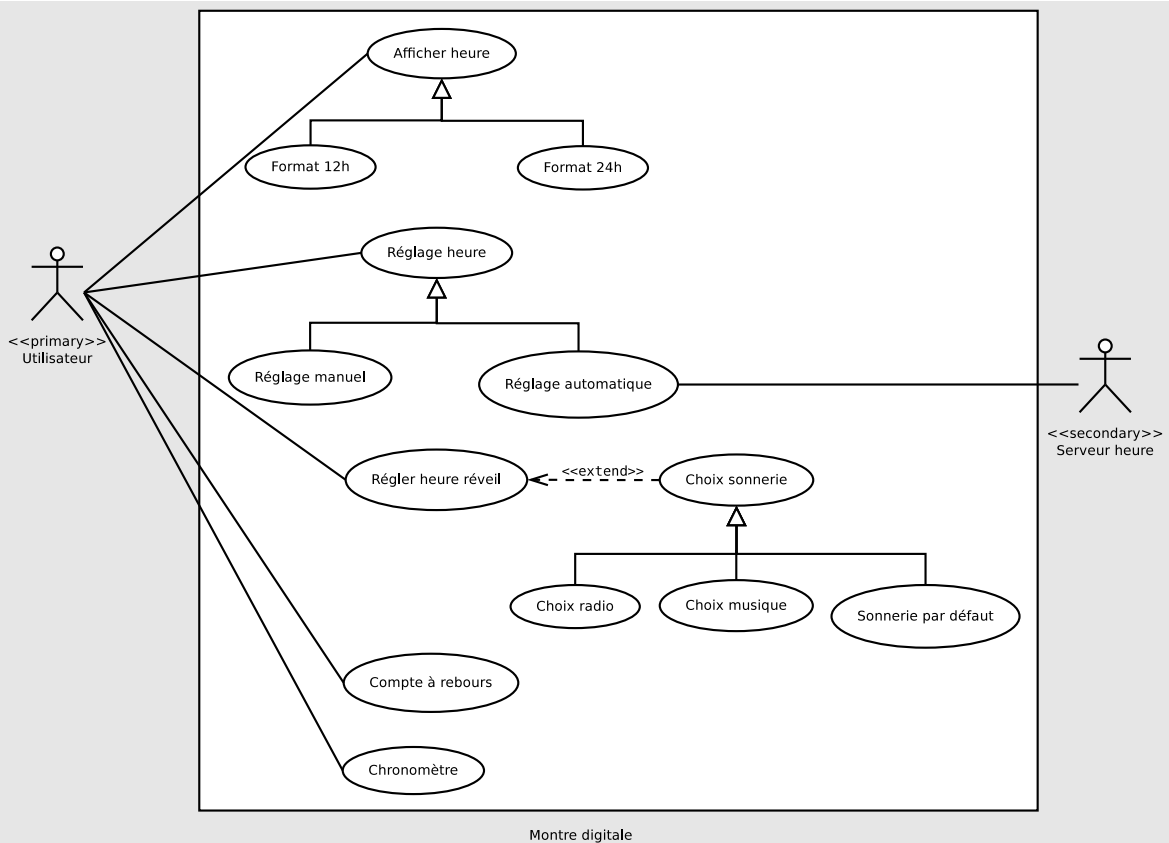 Afficher heure
Format 12h
Format 24h
Réglage heure
<<primary>>
Utilisateur
Réglage manuel
Réglage automatique
<<secondary>>
Serveur heure
Régler heure réveil
<<extend>>
Choix sonnerie
Choix radio
Choix musique
Sonnerie par défaut
Compte à rebours
Chronomètre
Montre digitale